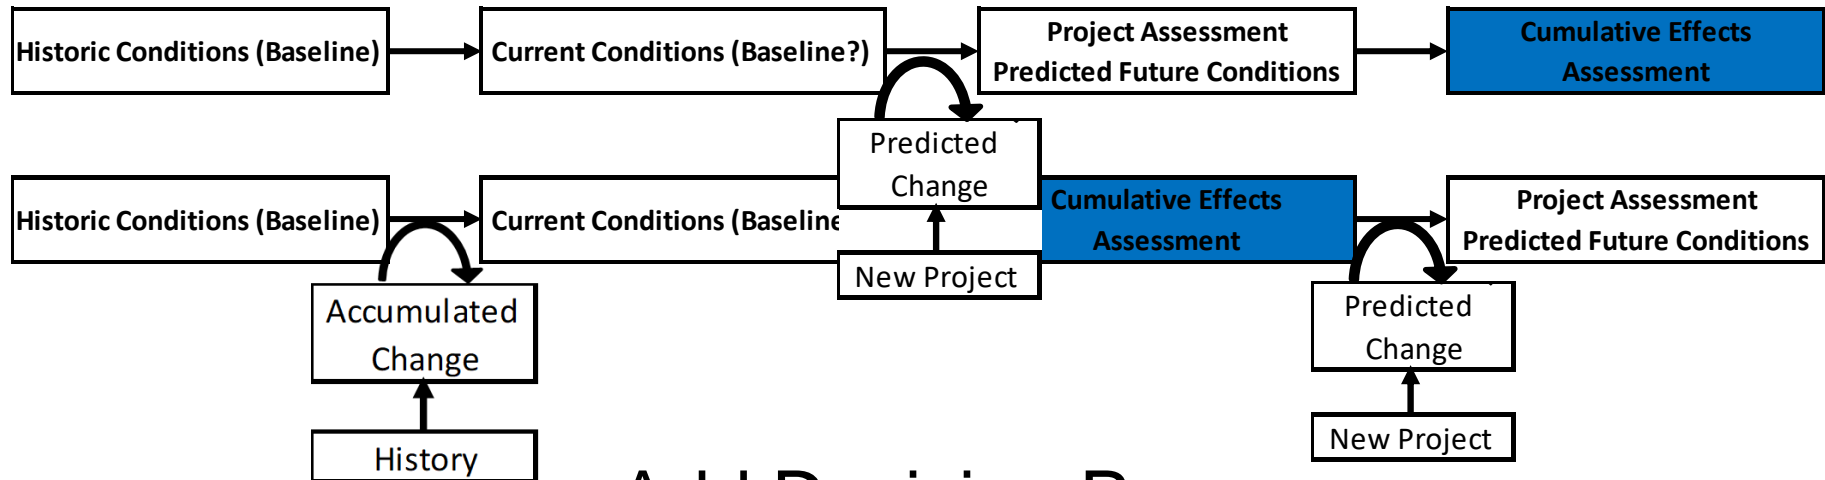 Historic Conditions (Baseline)
Current Conditions (Baseline?)
Project Assessment
Predicted Future Conditions
Cumulative Effects
Assessment
Predicted
Change
New Project
Historic Conditions (Baseline)
Current Conditions (Baseline
Cumulative Effects
Assessment
Project Assessment
Predicted Future Conditions
Accumulated
Change
History
Predicted
Change
New Project